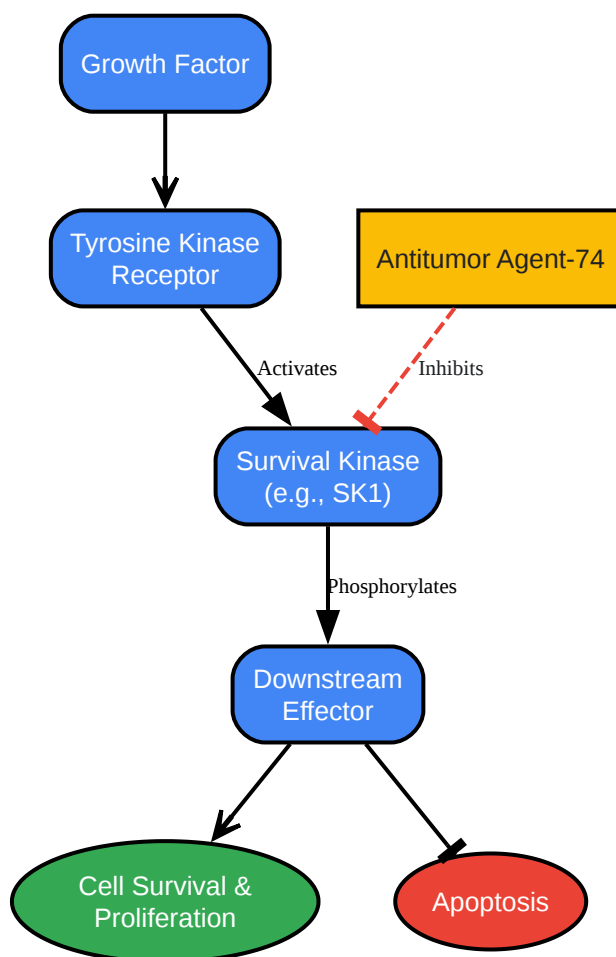 Growth Factor
Tyrosine Kinase
Receptor
Antitumor Agent-74
Activates
Inhibits
Survival Kinase
(e.g., SK1)
Phosphorylates
Downstream
Effector
Cell Survival &
Proliferation
Apoptosis